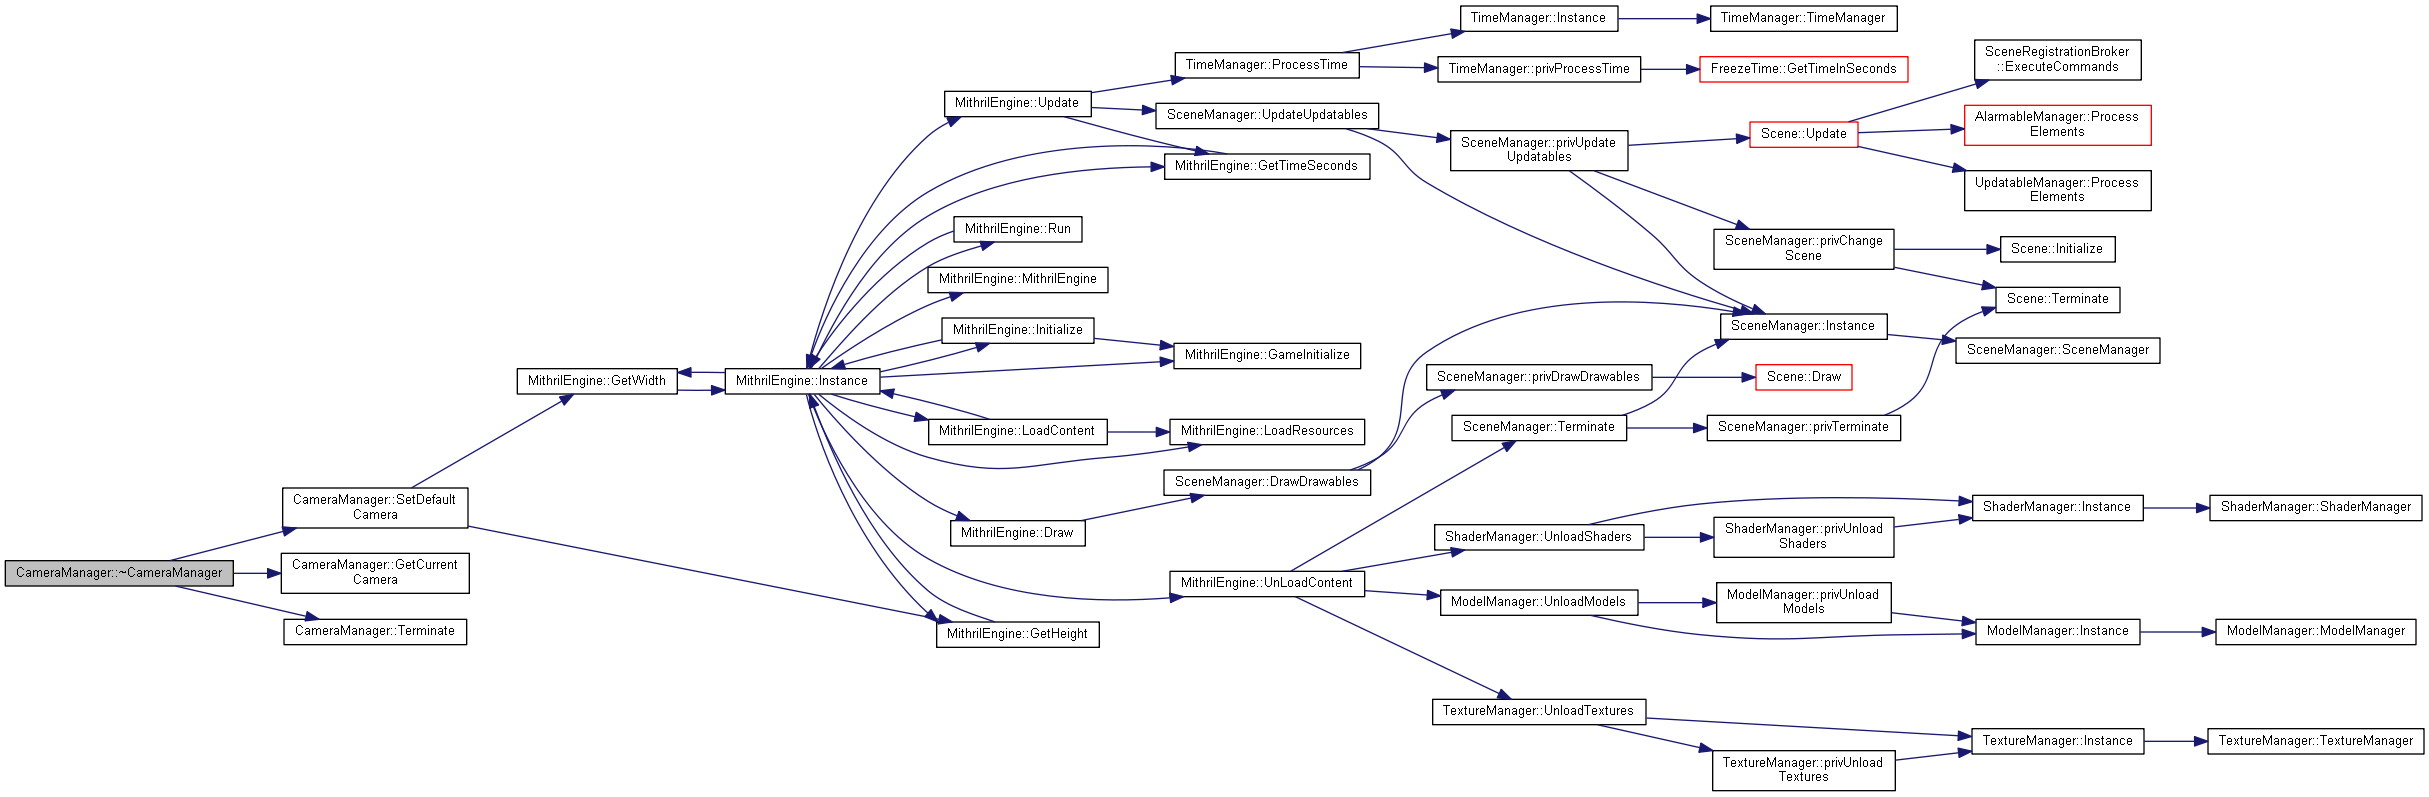 CameraManager::~CameraManager
CameraManager::SetDefault
Camera
CameraManager::GetCurrent
Camera
CameraManager::Terminate
MithrilEngine::GetWidth
MithrilEngine::Instance
MithrilEngine::Update
MithrilEngine::GetTimeSeconds
MithrilEngine::Run
MithrilEngine::MithrilEngine
MithrilEngine::Initialize
MithrilEngine::GameInitialize
MithrilEngine::LoadContent
MithrilEngine::LoadResources
MithrilEngine::Draw
MithrilEngine::GetHeight
MithrilEngine::UnLoadContent
TimeManager::ProcessTime
TimeManager::Instance
TimeManager::TimeManager
TimeManager::privProcessTime
FreezeTime::GetTimeInSeconds
SceneManager::UpdateUpdatables
SceneManager::privUpdate
Updatables
Scene::Update
SceneRegistrationBroker
::ExecuteCommands
AlarmableManager::Process
Elements
UpdatableManager::Process
Elements
SceneManager::privChange
Scene
Scene::Initialize
Scene::Terminate
SceneManager::Instance
SceneManager::SceneManager
SceneManager::DrawDrawables
SceneManager::privDrawDrawables
Scene::Draw
SceneManager::Terminate
SceneManager::privTerminate
ShaderManager::UnloadShaders
ShaderManager::privUnload
Shaders
ShaderManager::Instance
ShaderManager::ShaderManager
ModelManager::UnloadModels
ModelManager::privUnload
Models
ModelManager::Instance
ModelManager::ModelManager
TextureManager::UnloadTextures
TextureManager::privUnload
Textures
TextureManager::Instance
TextureManager::TextureManager